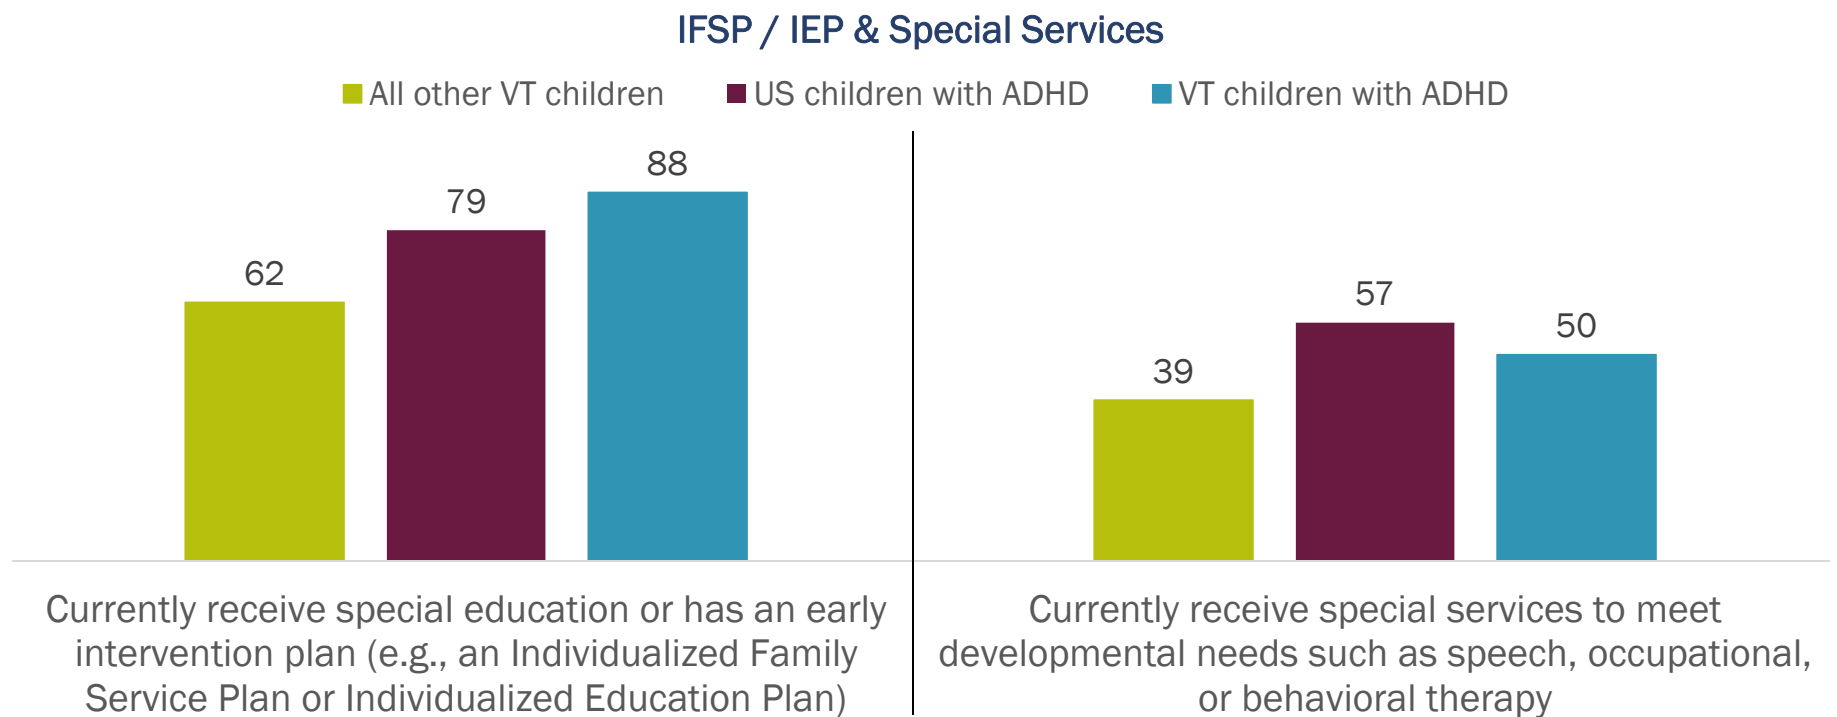 IFSP / IEP & Special Services
All other VT children
US children with ADHD
VT children with ADHD
62
79
88
39
57
50
Currently receive special education or has an early
intervention plan (e.g., an Individualized Family
Service Plan or Individualized Education Plan)
Currently receive special services to meet
developmental needs such as speech, occupational,
or behavioral therapy